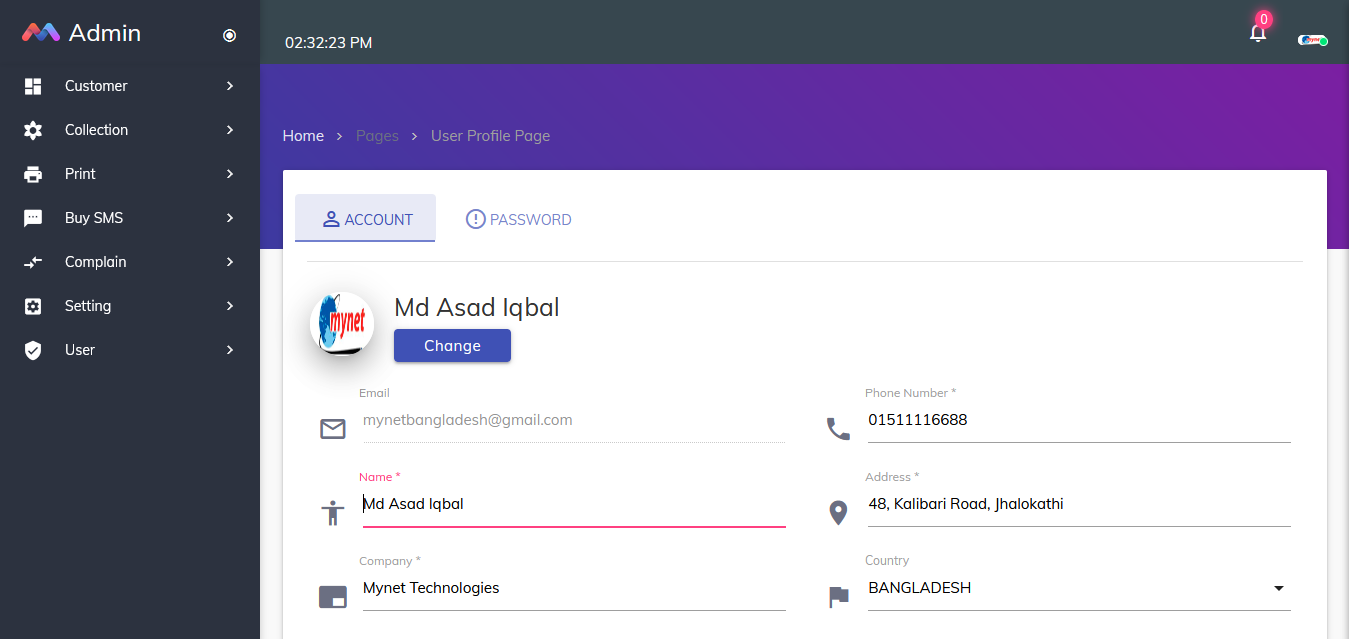 Admin
02:32:23 PM
0
Customer
Collection
Print
Buy SMS
Complain
Setting
User
Home > Pages > User Profile Page
ACCOUNT
PASSWORD
mynet
Md Asad Iqbal
Change
Email
mynetbangladesh@gmail.com
Phone Number *
01511116688
Name *
Md Asad Iqbal
Address *
48, Kalibari Road, Jhalokathi
Company *
Mynet Technologies
Country
BANGLADESH